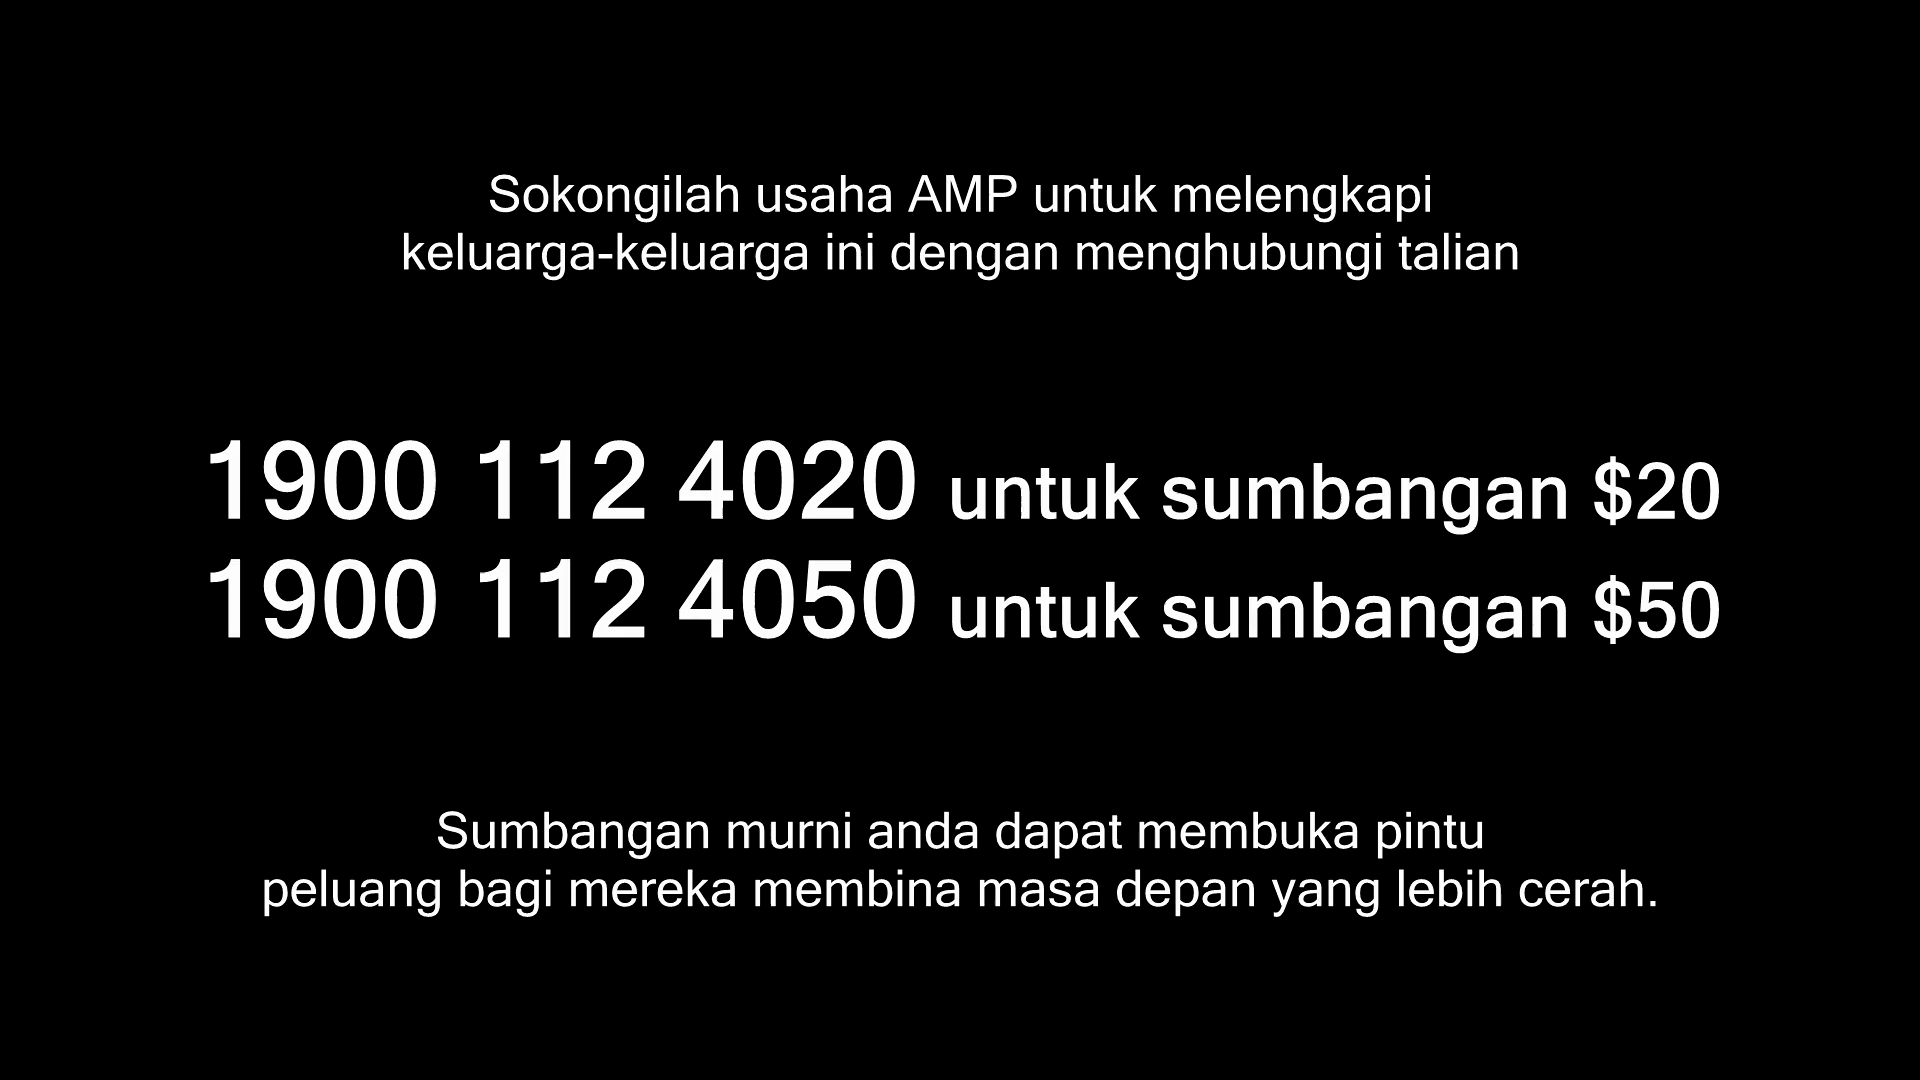 Sokongilah usaha AMP untuk melengkapi
keluarga-keluarga ini dengan menghubungi talian
1900 112 4020 untuk sumbangan $20
1900 112 4050 untuk sumbangan $50
Sumbangan murni anda dapat membuka pintu
peluang bagi mereka membina masa depan yang lebih cerah.